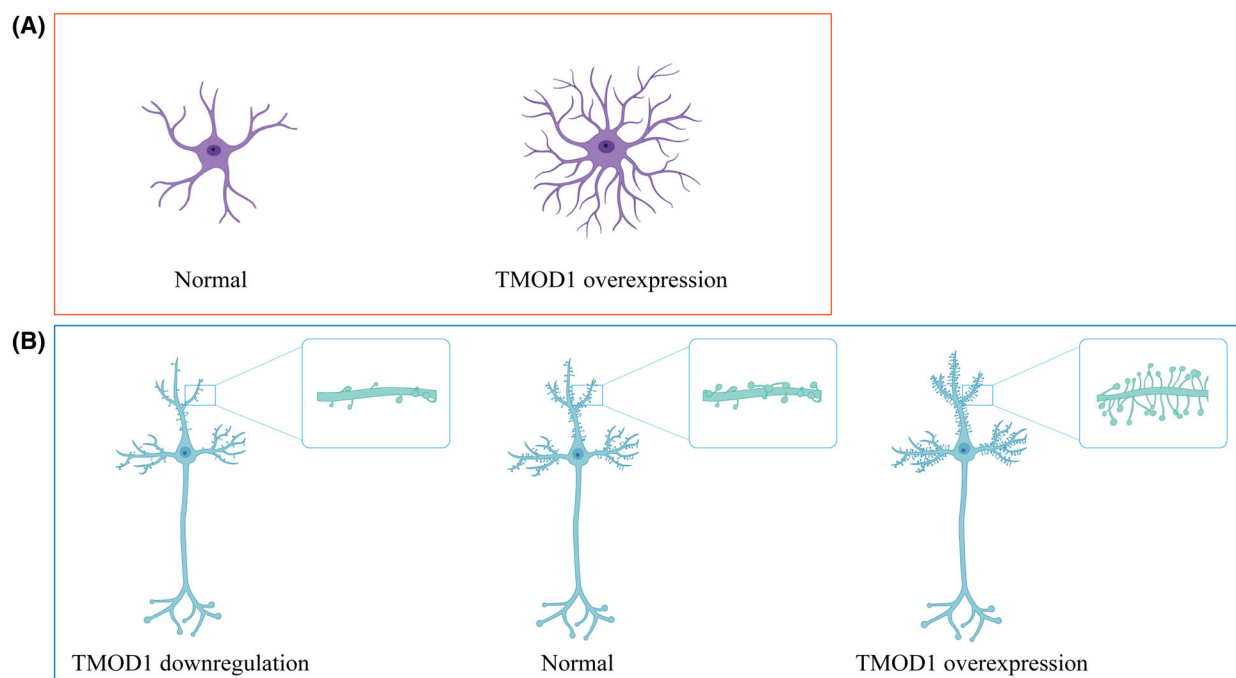 (A)
Normal
TMOD1 overexpression
(B)
TMOD1 downregulation
Normal
TMOD1 overexpression